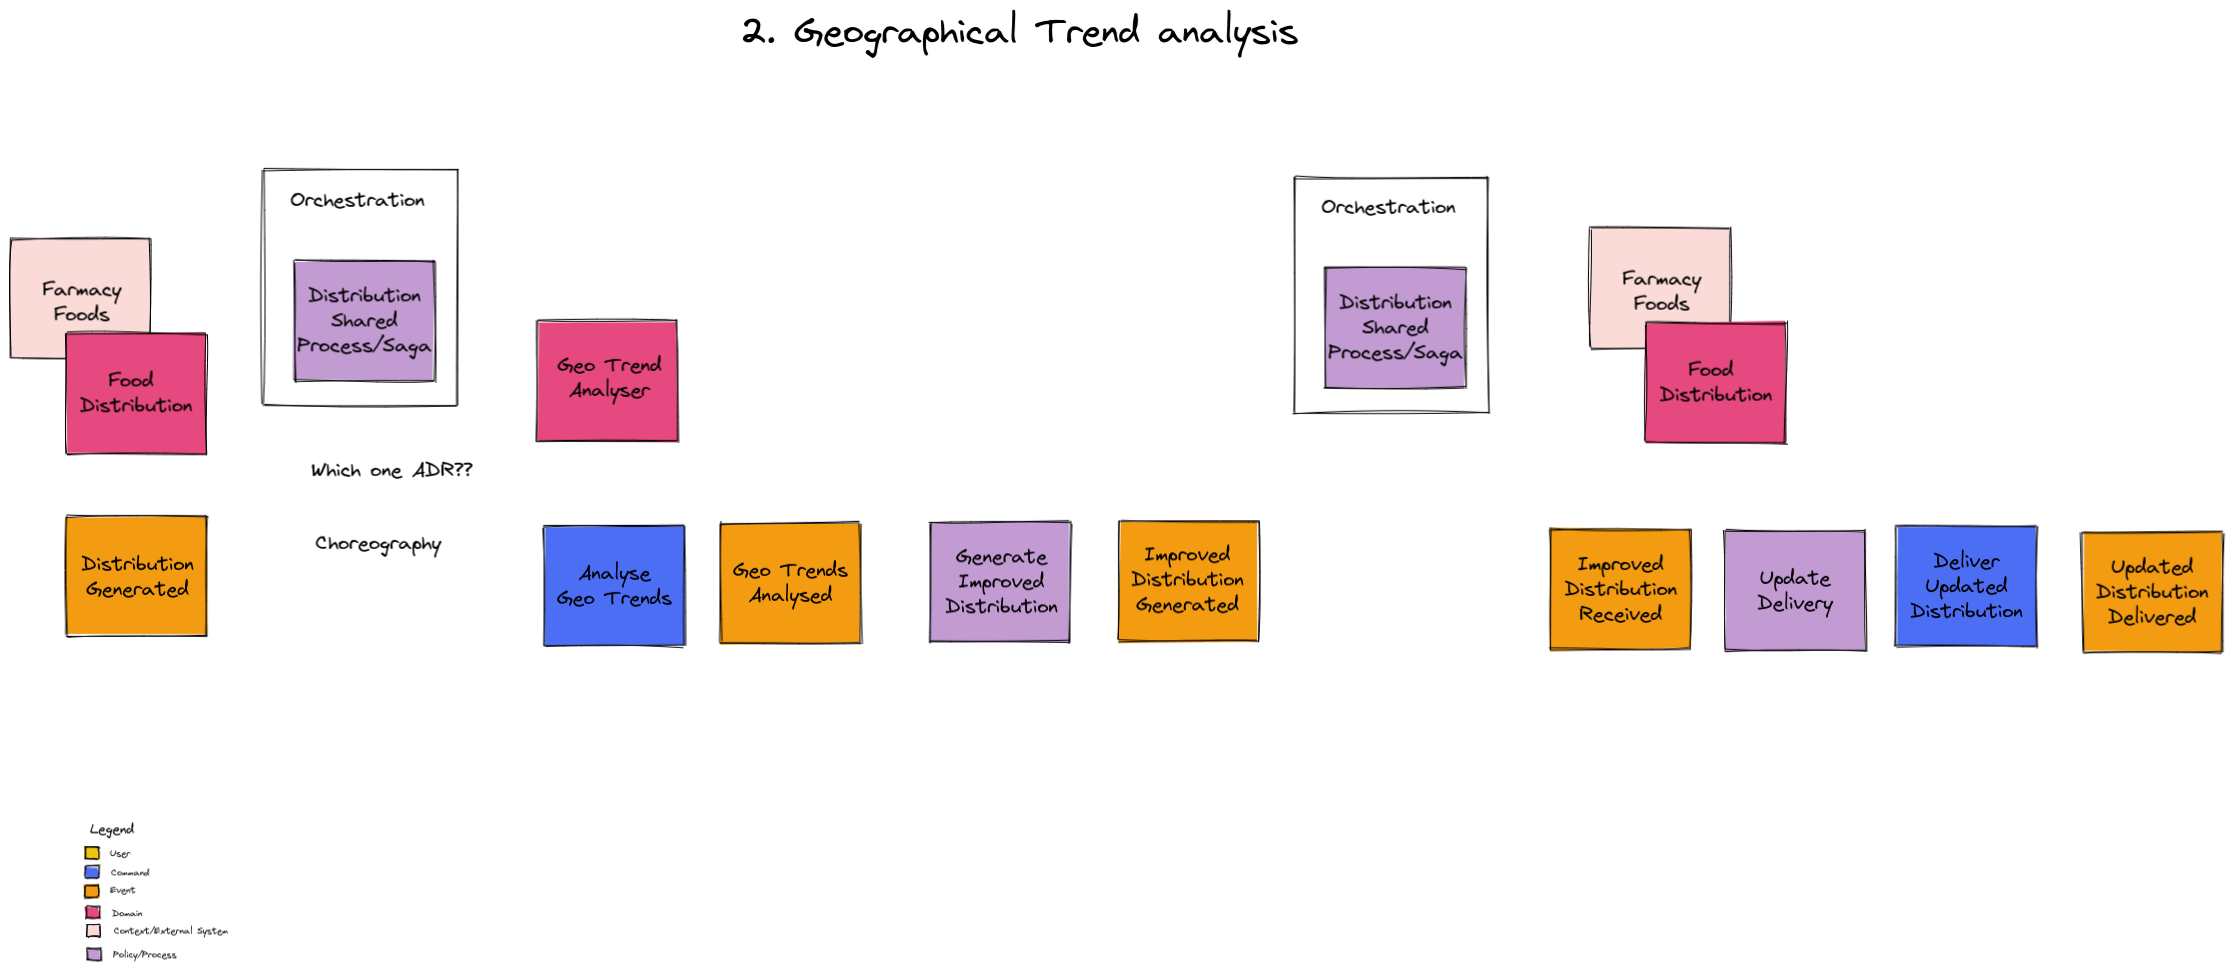 2. Geographical Trend analysis
Orchestration
Farmacy
Foods
Distribution
Shared
Process/Saga
Food
Distribution
Geo Trend
Analyser
Orchestration
Distribution
Shared
Process/Saga
Farmacy
Foods
Food
Distribution
Which one ADR??
Choreography
Distribution
Generated
Analyse
Geo Trends
Geo Trends
Analysed
Generate
Improved
Distribution
Improved
Distribution
Generated
Improved
Distribution
Received
Update
Delivery
Deliver
Updated
Distribution
Updated
Distribution
Delivered
Legend
User
Command
Event
Domain
Context/External System
Policy/Process